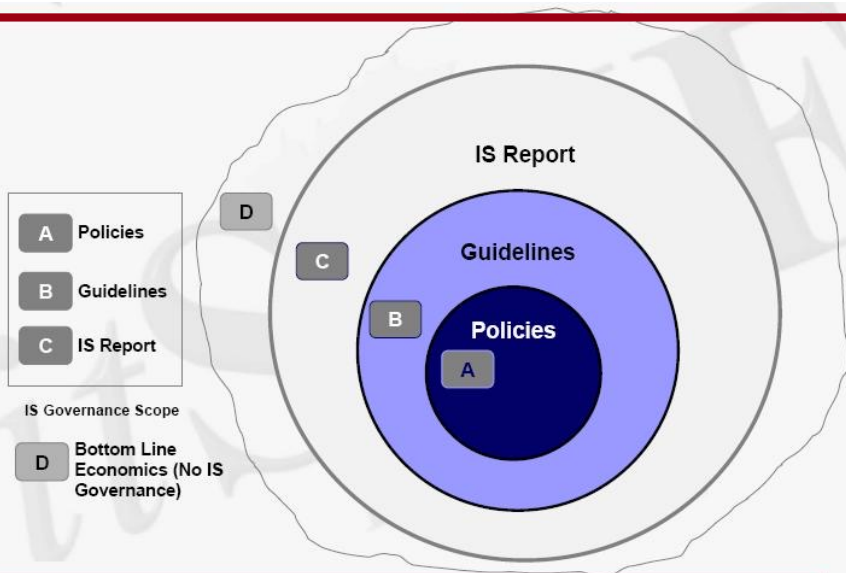 IS Report
D
A Policies
C
Guidelines
B Guidelines
B
Policies
C IS Report
A
IS Governance Scope
D Bottom Line
Economics (No IS
Governance)